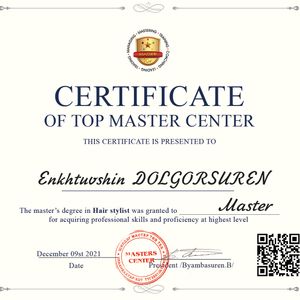 CERTIFICATE
OF TOP MASTER CENTER
THIS CERTIFICATE IS PRESENTED TO
Enkhtuvshin DOLGORSUREN
The master's degree in Hair stylist was granted to Master
for acquiring professional skills and proficiency at highest level
December 09st 2021
Date
MASTERS
CENTER
President /Byambasuren.B/